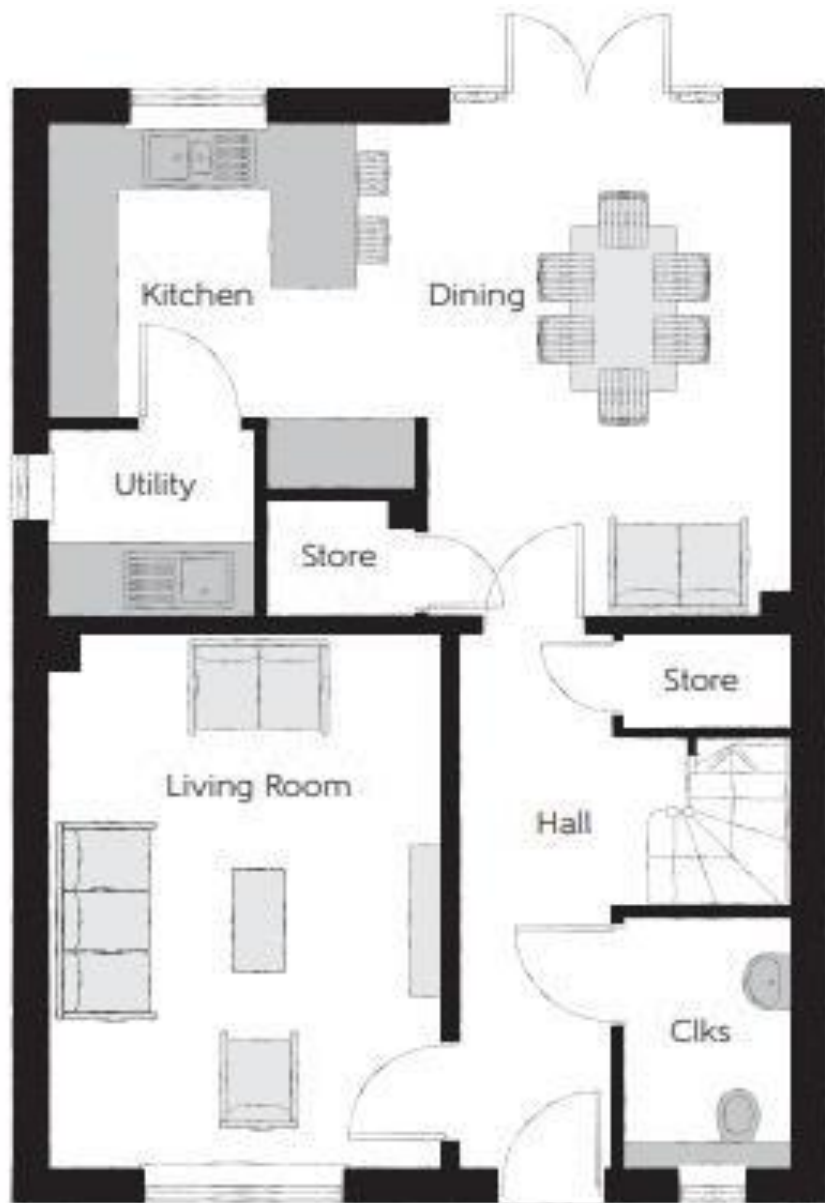 Kitchen
Dining
Utility
Store
Store
Living Room
Hall
Clks